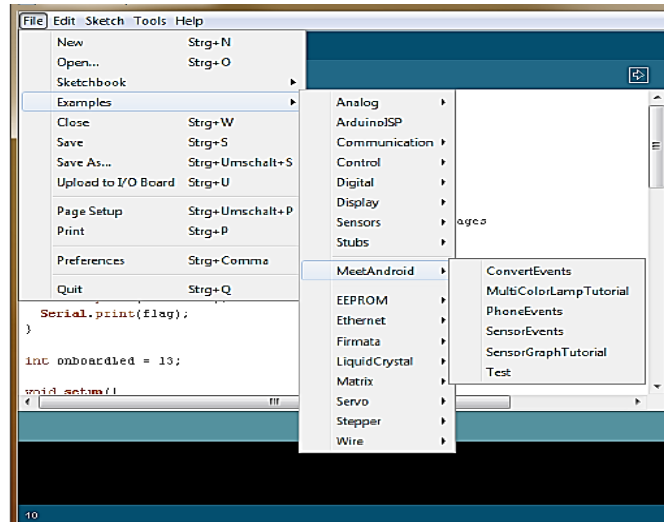 File Edit Sketch Tools Help
New Strg+N
Open... Strg+O
Sketchbook
Examples
Close Strg+W
Save Strg+S
Save As... Strg+Umschalt+S
Upload to I/O Board Strg+U
Page Setup Strg+Umschalt+P
Print Strg+P
Preferences Strg+Comma
Quit Strg+Q
Analog
ArduinoISP
Communication
Control
Digital
Display
Sensors
Stubs
MeetAndroid
EEPROM
Ethernet
Firmata
LiquidCrystal
Matrix
Servo
Stepper
Wire
ConvertEvents
MultiColorLampTutorial
PhoneEvents
SensorEvents
SensorGraphTutorial
Test
ages
Serial.print(flag);
}
int onboardLed = 13;
void setup()
10